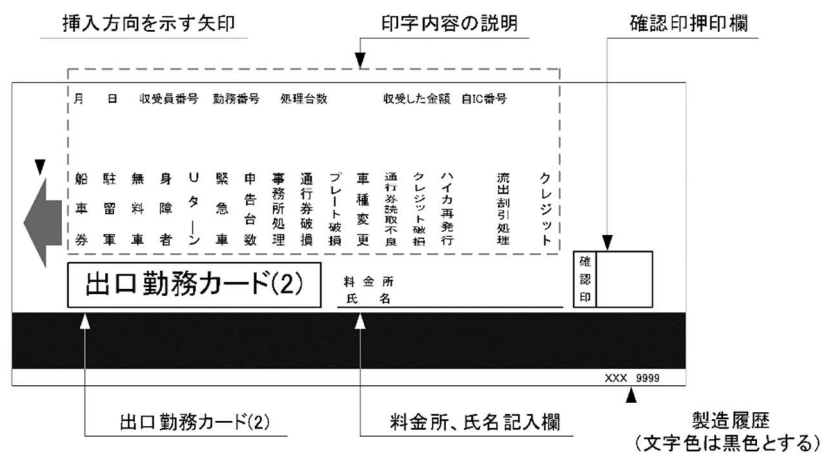 挿入方向を示す矢印
印字内容の説明
確認印押印欄
月 日 収受員番号 勤務番号 処理台数 収受した金額 自IC番号
船車券
駐留軍
無料車
身障者
Uターン
緊急車
申告台数
事務所処理
通行券破損
プレート破損
車種変更
通行券読取不良
クレジット破損
ハイカ再発行
流出割引処理
クレジット
出口勤務カード(2)
料金所
氏名
確認印
XXX 9999
出口勤務カード(2)
料金所、氏名記入欄
製造履歴
(文字色は黒色とする)